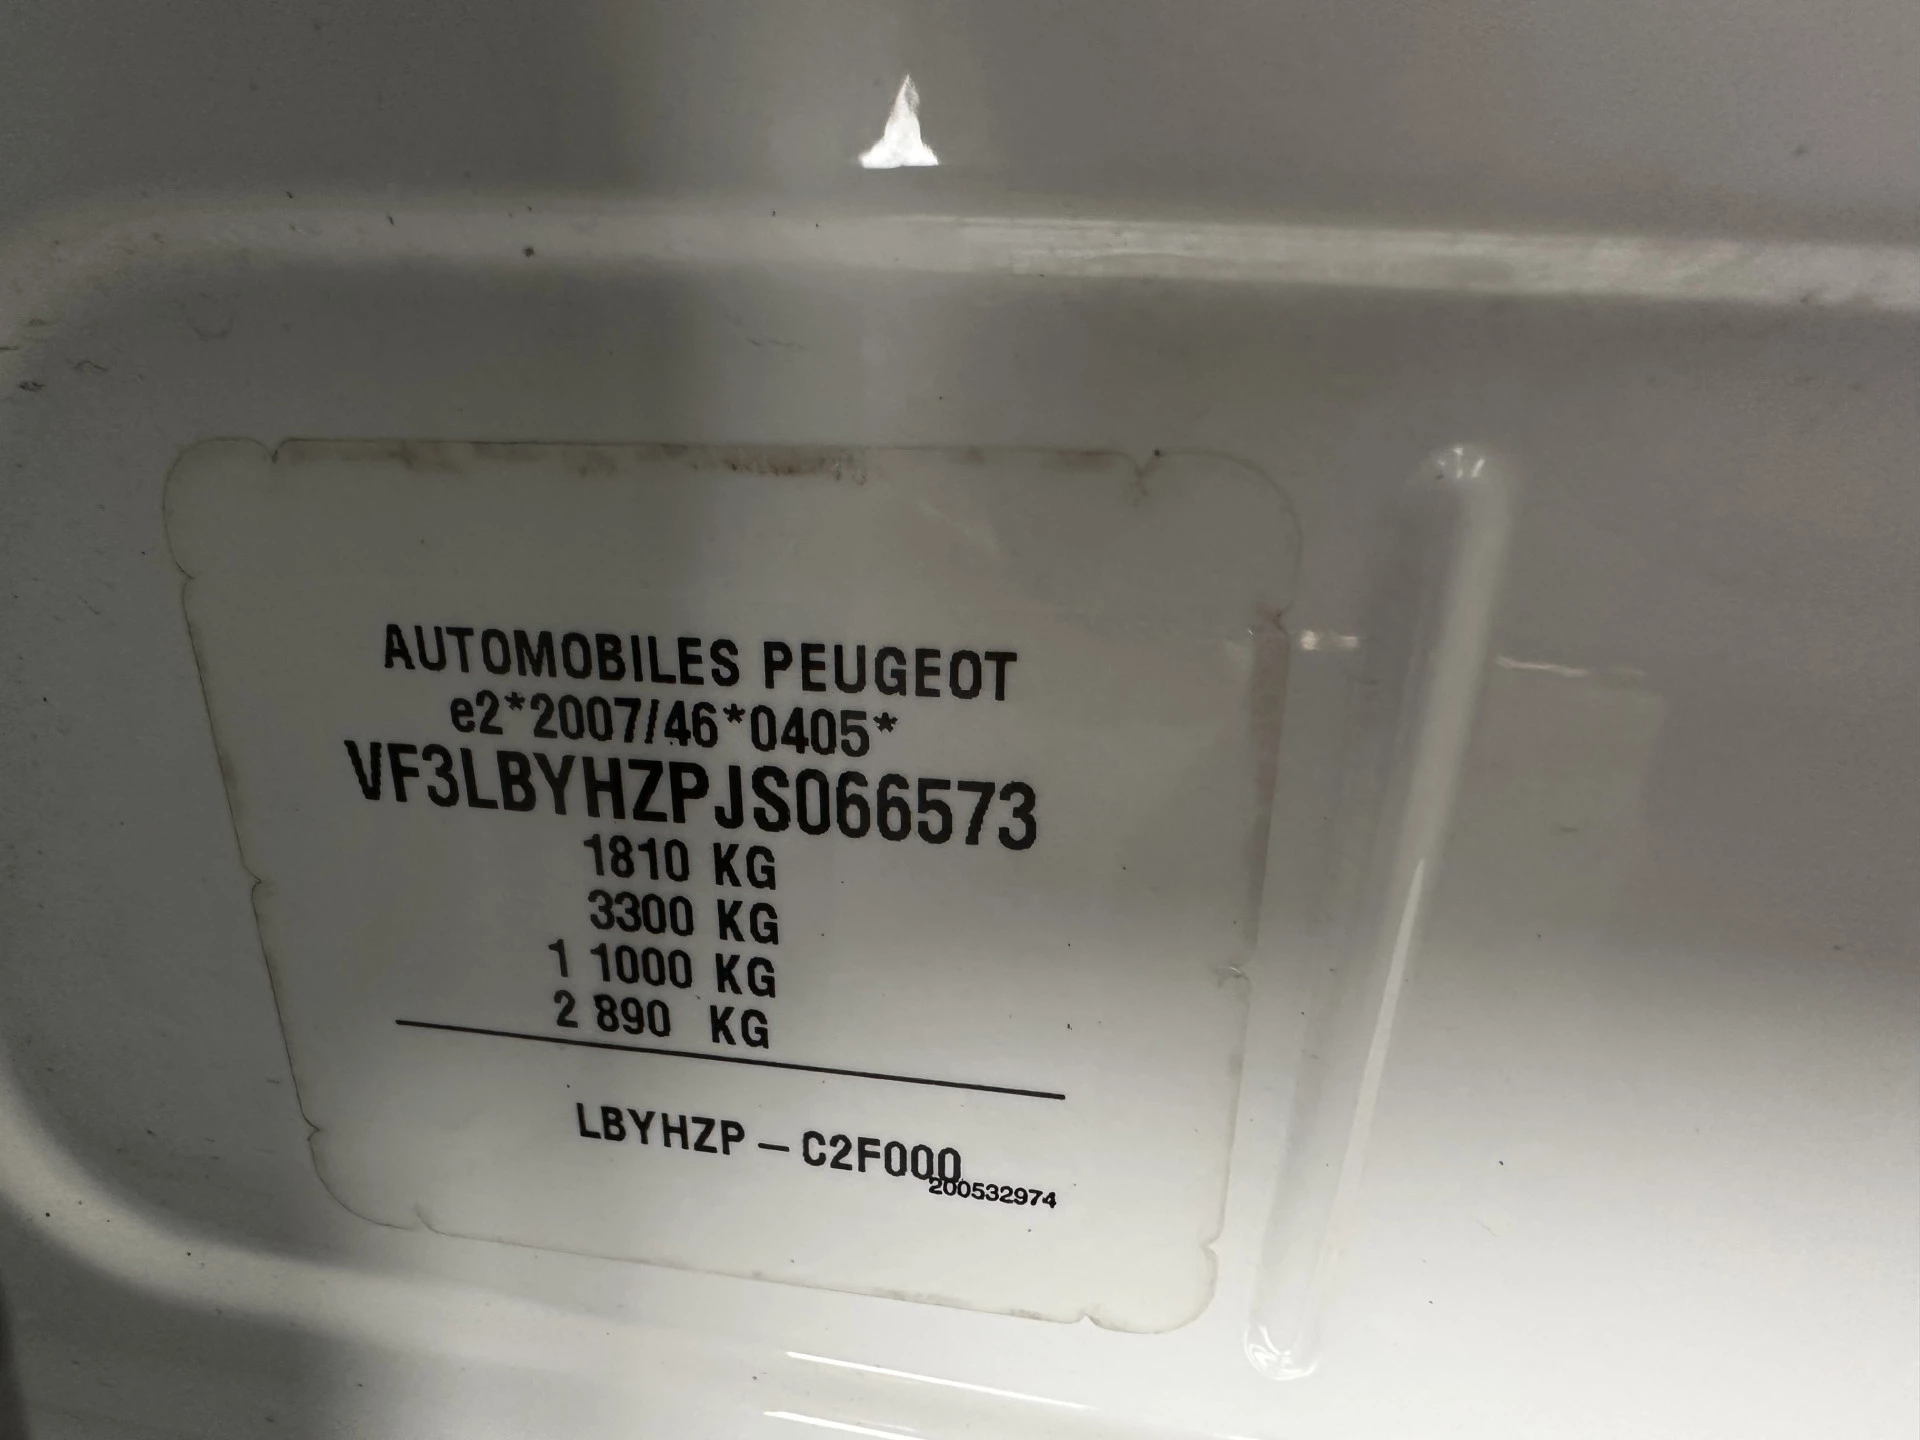 AUTOMOBILES PEUGEOT
e2*2007/46*0405*
VF3LBYHZPJS066573
1810 KG
3300 KG
1 1000 KG
2 890 KG
LBYHZP – C2F000
200532974